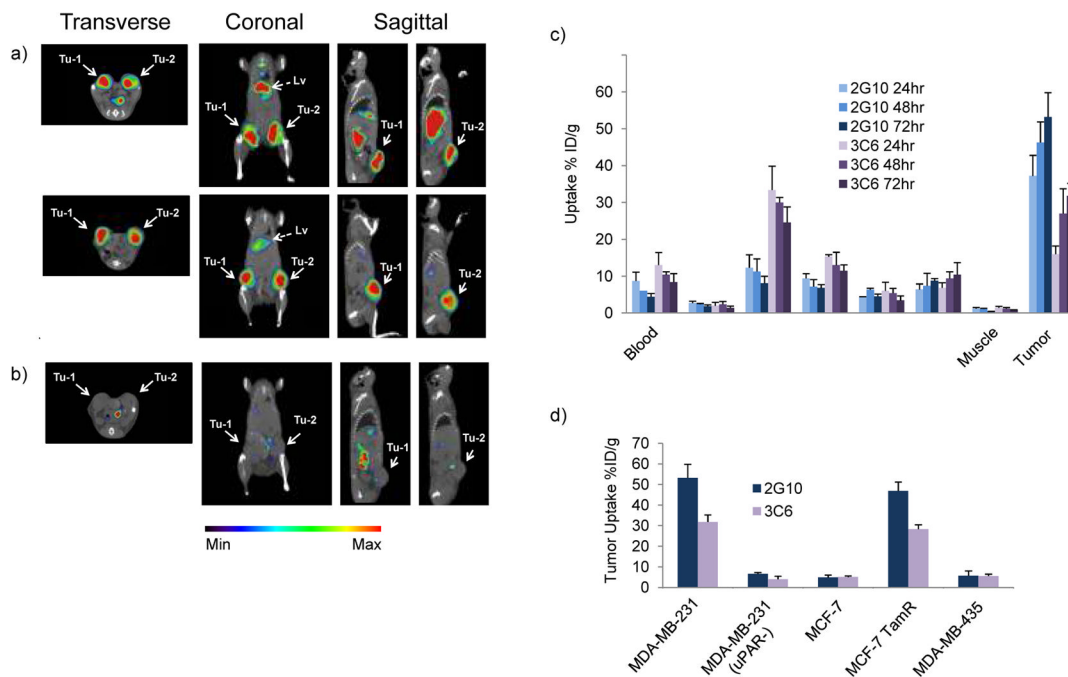 Transverse Coronal Sagittal
a)
Tu-1 Tu-2
Tu-1 Lv Tu-2
Tu-1
Tu-2
Tu-1 Tu-2
Lv
Tu-1 Tu-2
Tu-1
Tu-2
b)
Tu-1 Tu-2
Tu-1 Tu-2
Tu-1
Tu-2
Min Max
c)
Uptake % ID/g
60
50
40
30
20
10
0
2G10 24hr
2G10 48hr
2G10 72hr
3C6 24hr
3C6 48hr
3C6 72hr
Blood Muscle Tumor
d)
Tumor Uptake %ID/g
70
60
50
40
30
20
10
0
2G10
3C6
MDA-MB-231
MDA-MB-231
(uPAR-)
MCF-7
MCF-7 TamR
MDA-MB-435